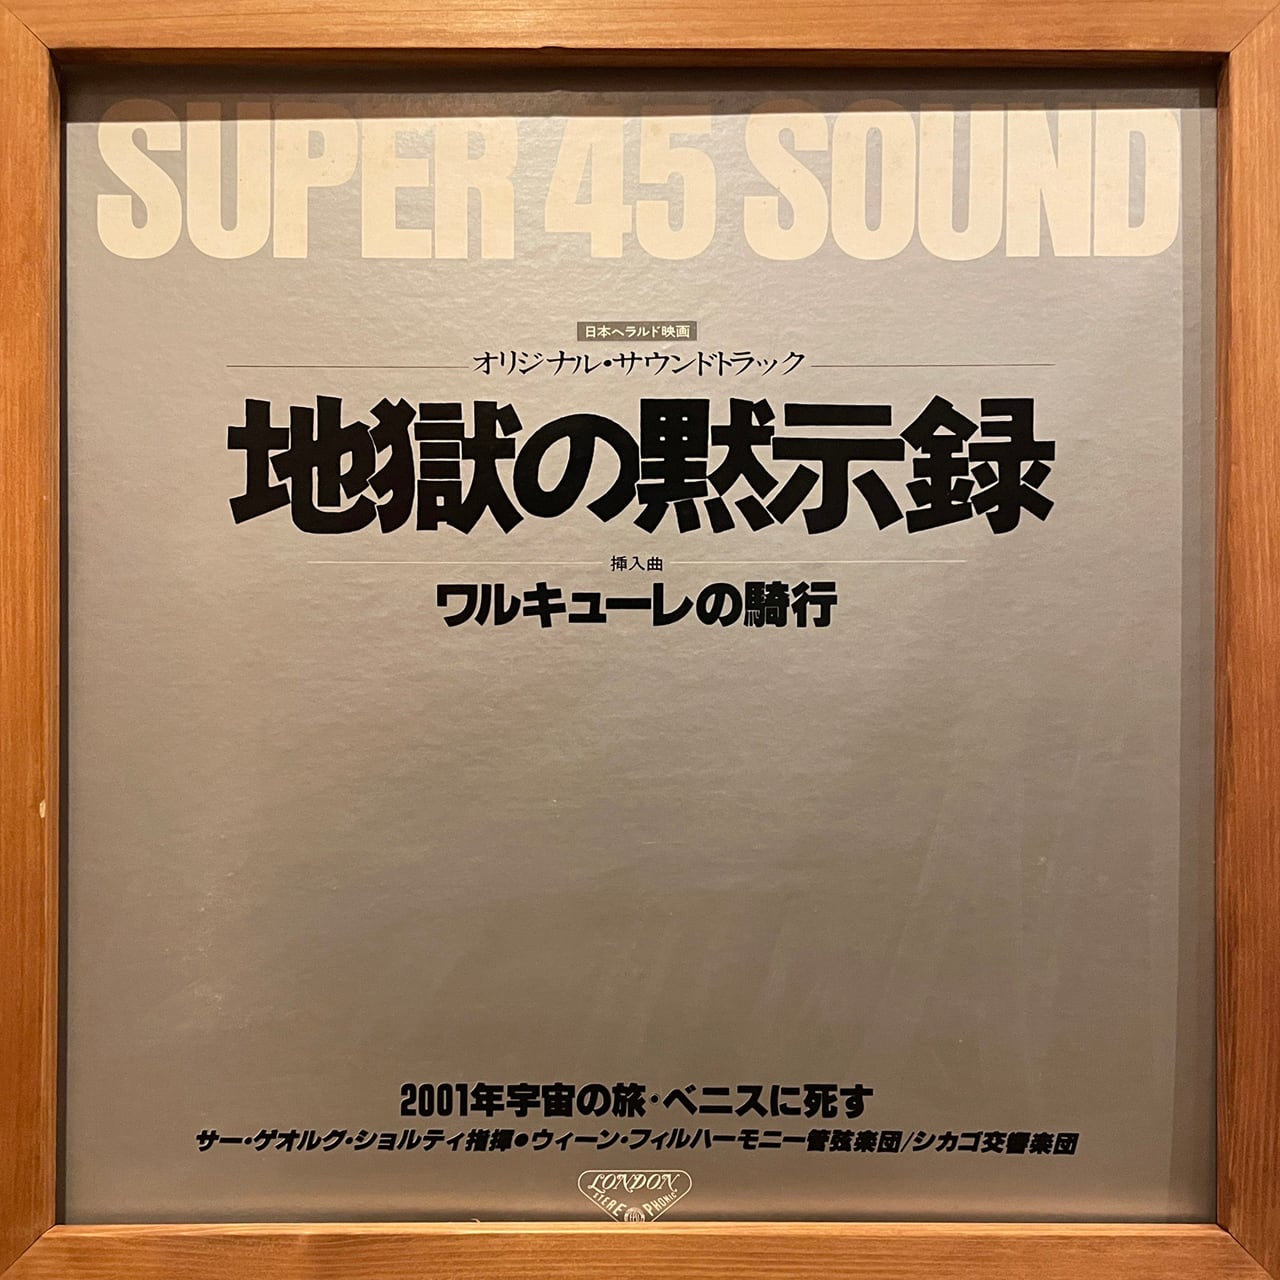 SUPER 45 SOUND
日本ヘラルド映画
オリジナル・サウンドトラック
地獄の黙示録
挿入曲
ワルキューレの騎行
2001年宇宙の旅・ベニスに死す
サー・ゲオルグ・ショルティ指揮●ウィーン・フィルハーモニー管弦楽団/シカゴ交響楽団
LONDON
STEREOPHONIC